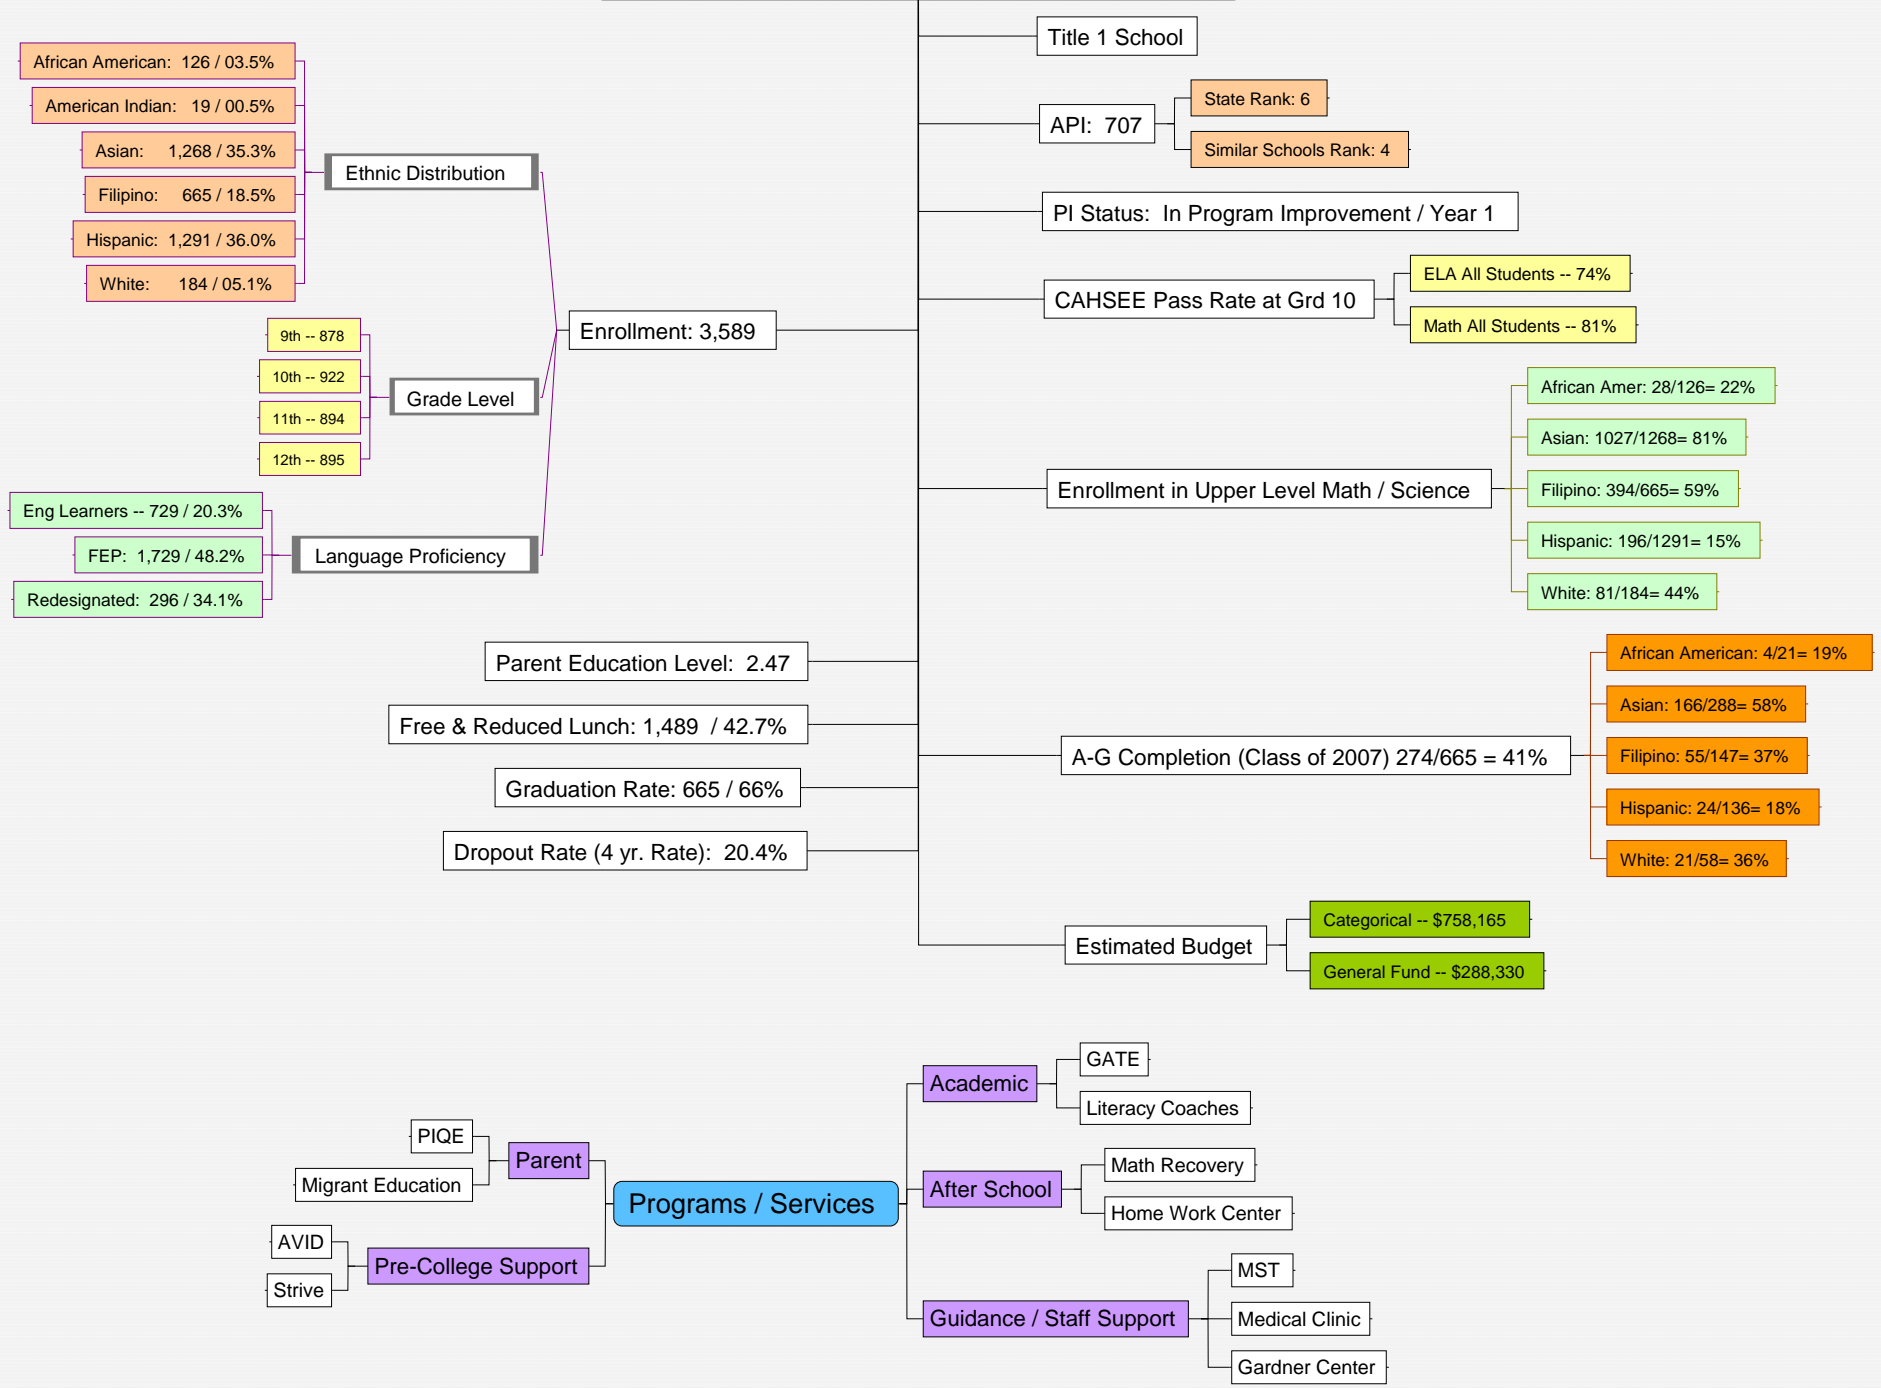 Title 1 School
API:  707
State Rank: 6
Similar Schools Rank: 4
PI Status:  In Program Improvement / Year 1
CAHSEE Pass Rate at Grd 10
ELA All Students -- 74%
Math All Students -- 81%
Enrollment in Upper Level Math / Science
African Amer: 28/126= 22%
Asian: 1027/1268= 81%
Filipino: 394/665= 59%
Hispanic: 196/1291= 15%
White: 81/184= 44%
A-G Completion (Class of 2007) 274/665 = 41%
African American: 4/21= 19%
Asian: 166/288= 58%
Filipino: 55/147= 37%
Hispanic: 24/136= 18%
White: 21/58= 36%
Estimated Budget
Categorical -- $758,165
General Fund -- $288,330
Enrollment: 3,589
Ethnic Distribution
African American:  126 / 03.5%
American Indian:   19 / 00.5%
Asian:     1,268 / 35.3%
Filipino:     665 / 18.5%
Hispanic:  1,291 / 36.0%
White:      184 / 05.1%
Grade Level
9th -- 878
10th -- 922
11th -- 894
12th -- 895
Language Proficiency
Eng Learners -- 729 / 20.3%
FEP:  1,729 / 48.2%
Redesignated:  296 / 34.1%
Parent Education Level:  2.47
Free & Reduced Lunch: 1,489  / 42.7%
Graduation Rate: 665 / 66%
Dropout Rate (4 yr. Rate):  20.4%
Programs / Services
Academic
GATE
Literacy Coaches
After School
Math Recovery
Home Work Center
Guidance / Staff Support
MST
Medical Clinic
Gardner Center
Parent
PIQE
Migrant Education
Pre-College Support
AVID
Strive